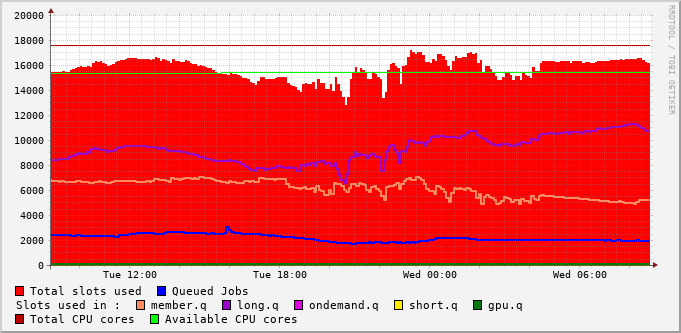 RRDTOOL / TOBI OETIKER
20000
18000
16000
14000
12000
10000
8000
6000
4000
2000
0
Tue 12:00 Tue 18:00 Wed 00:00 Wed 06:00
Total slots used Queued Jobs
Slots used in : member.q long.q ondemand.q short.q gpu.q
Total CPU cores Available CPU cores